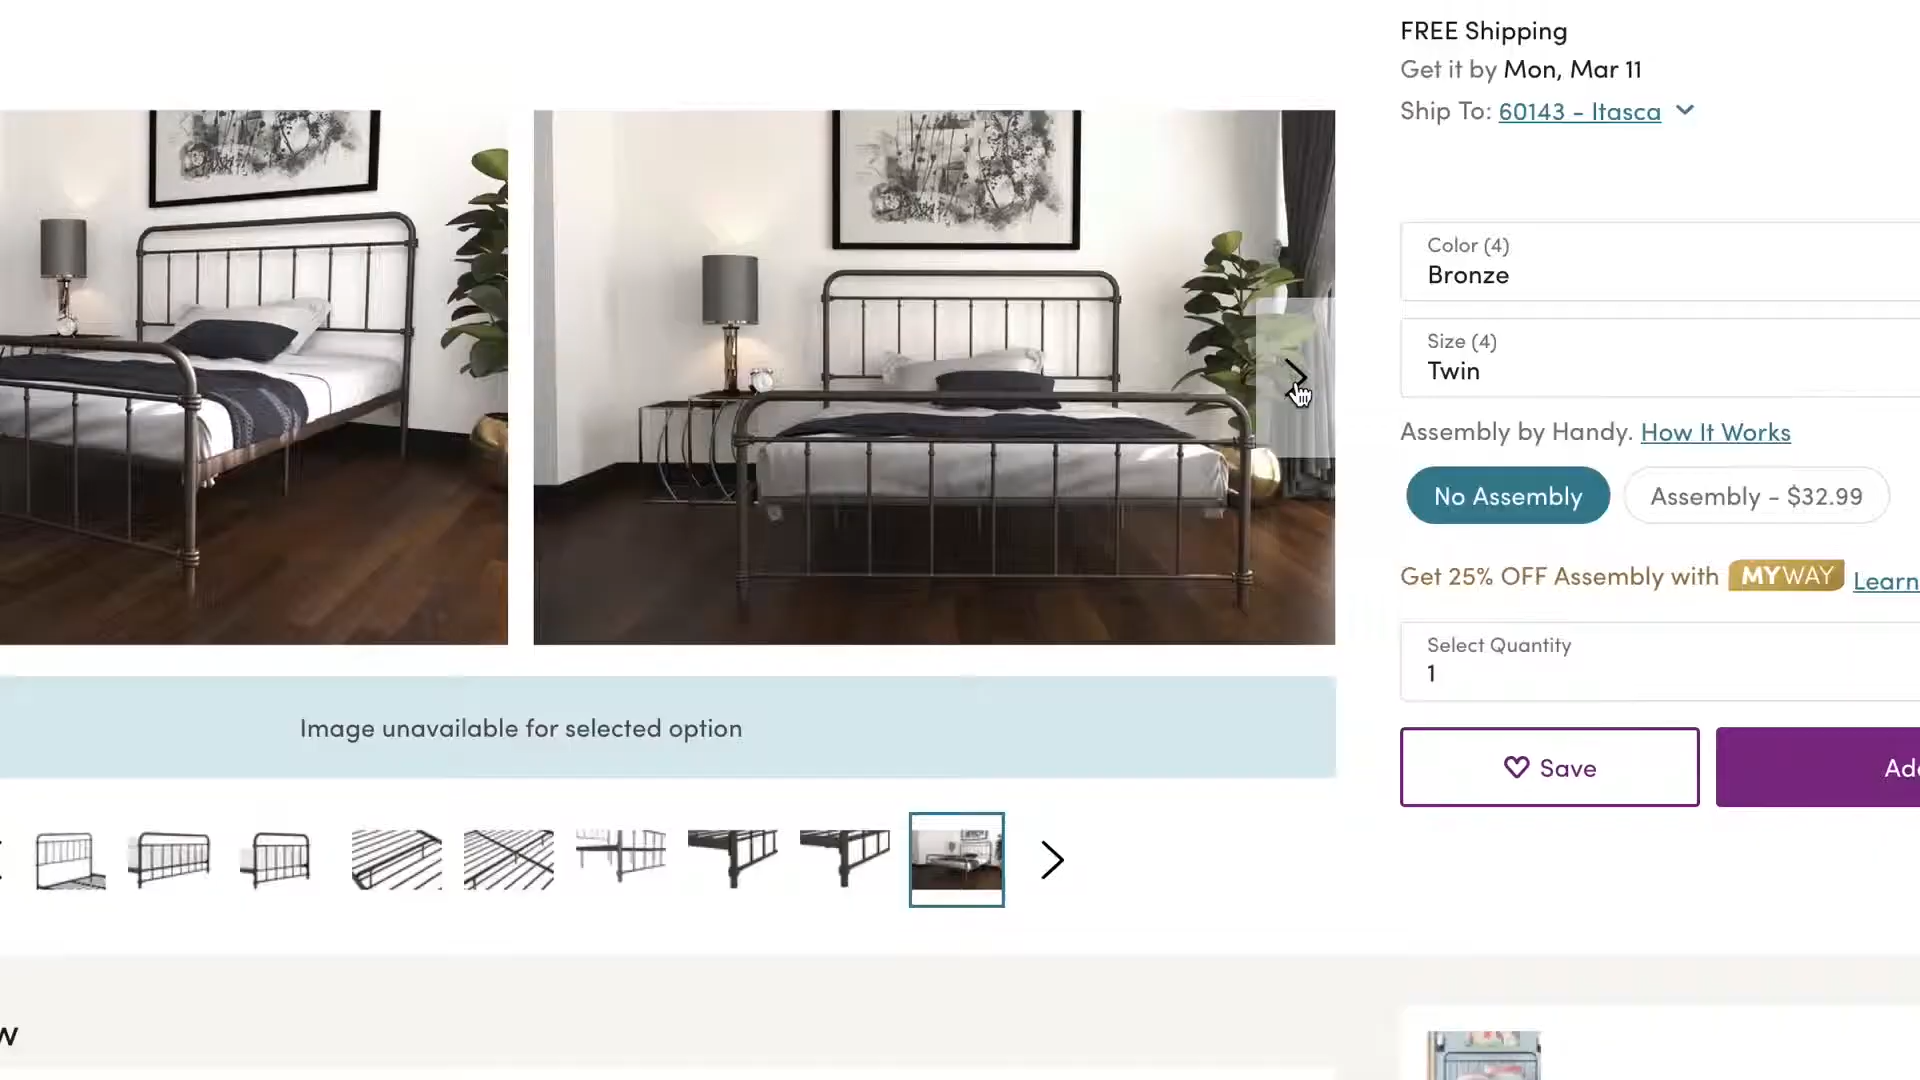 FREE Shipping
Get it by Mon, Mar 11
Ship To: 60143 - Itasca
Color (4)
Bronze
Size (4)
Twin
Assembly by Handy. How It Works
No Assembly
Assembly - $32.99
Get 25% OFF Assembly with MYWAY Learn
Select Quantity
1
Image unavailable for selected option
Save